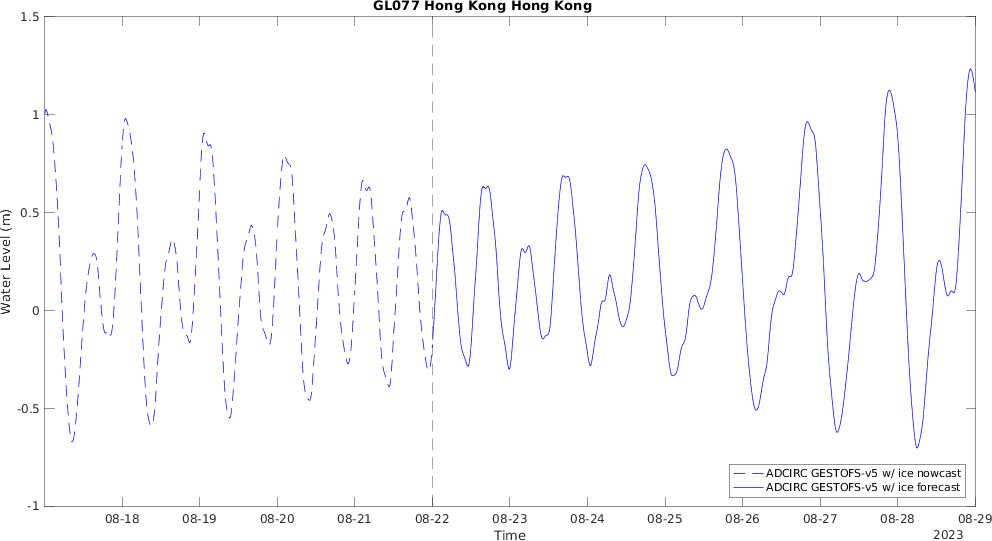 GL077 Hong Kong Hong Kong
1.5
1
0.5
0
-0.5
-1
Water Level (m)
ADCIRC GESTOFS-v5 w/ ice nowcast
ADCIRC GESTOFS-v5 w/ ice forecast
08-18 08-19 08-20 08-21 08-22 08-23 08-24 08-25 08-26 08-27 08-28 08-29
Time
2023